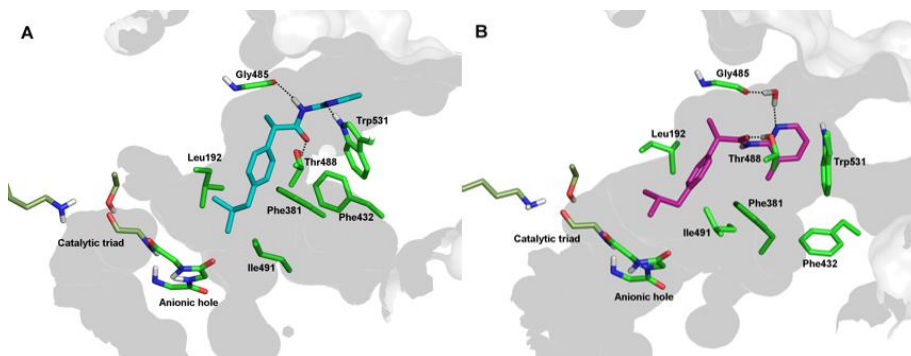 A
Gly485
Trp531
Leu192
Thr488
Phe381
Phe432
Catalytic triad
Ile491
Anionic hole
B
Gly485
Leu192
Thr488
Trp531
Phe381
Ile491
Catalytic triad
Phe432
Anionic hole